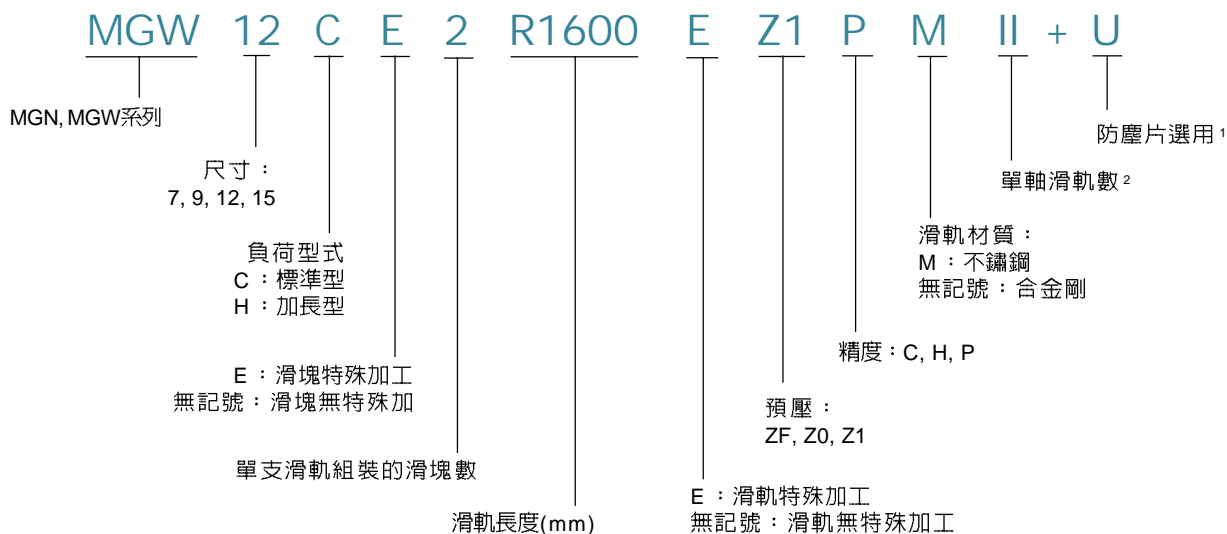 MGW 12 C E 2 R1600 E Z1 P M II + U
MGN, MGW系列
尺寸：
7, 9, 12, 15
負荷型式
C：標準型
H：加長型
E：滑塊特殊加工
無記號：滑塊無特殊加
單支滑軌組裝的滑塊數
滑軌長度(mm)
E：滑軌特殊加工
無記號：滑軌無特殊加工
預壓：
ZF, Z0, Z1
精度：C, H, P
滑軌材質：
M：不鏽鋼
無記號：合金剛
單軸滑軌數2
防塵片選用1